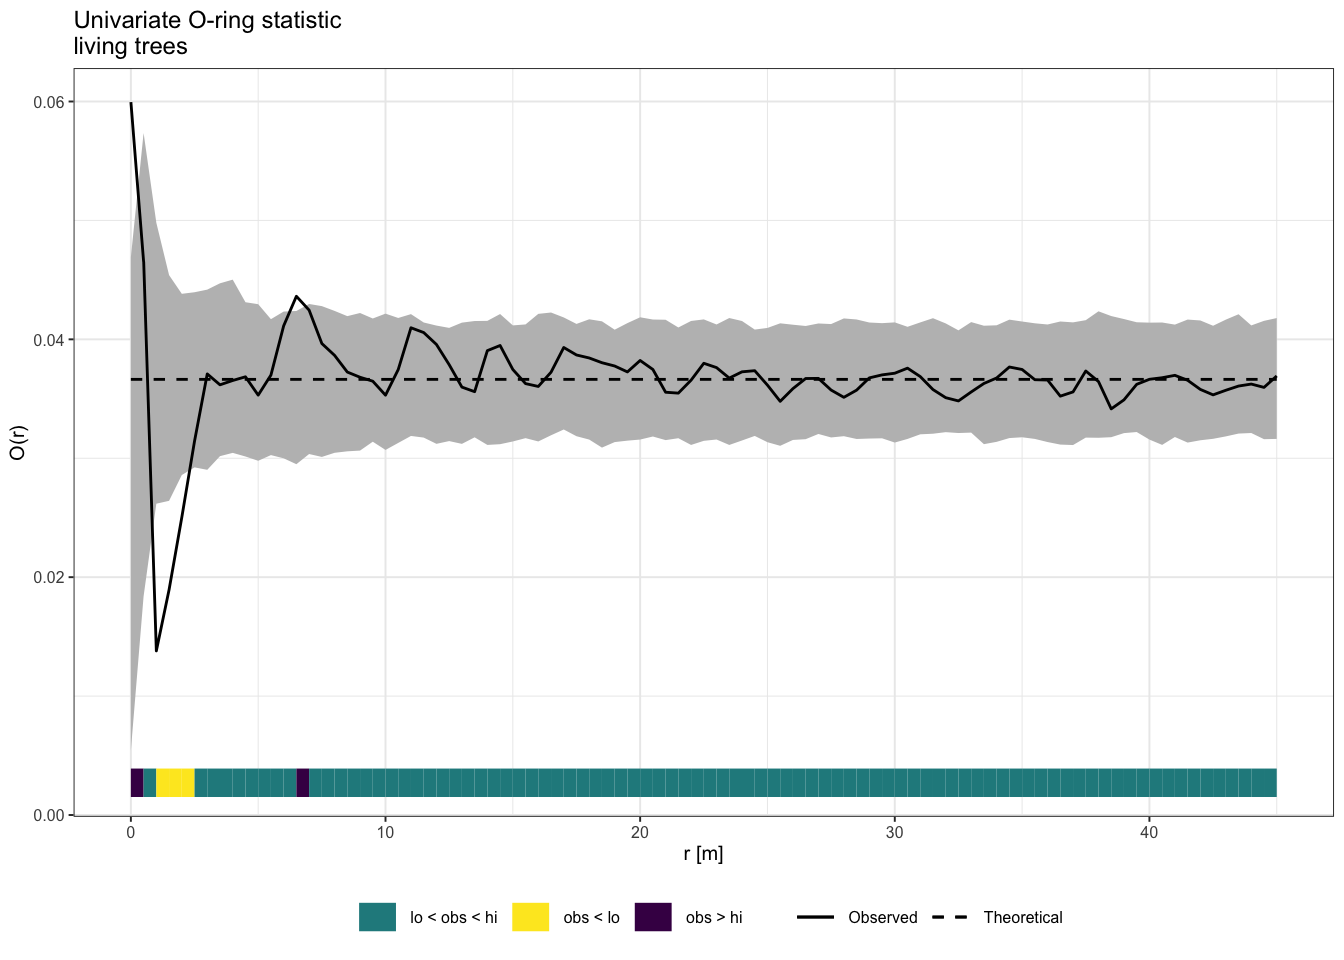 Univariate O-ring statistic
living trees
0.06
0.04
0.02
0.00
O(r)
0 10 20 30 40
r [m]
lo < obs < hi obs < lo obs > hi Observed Theoretical